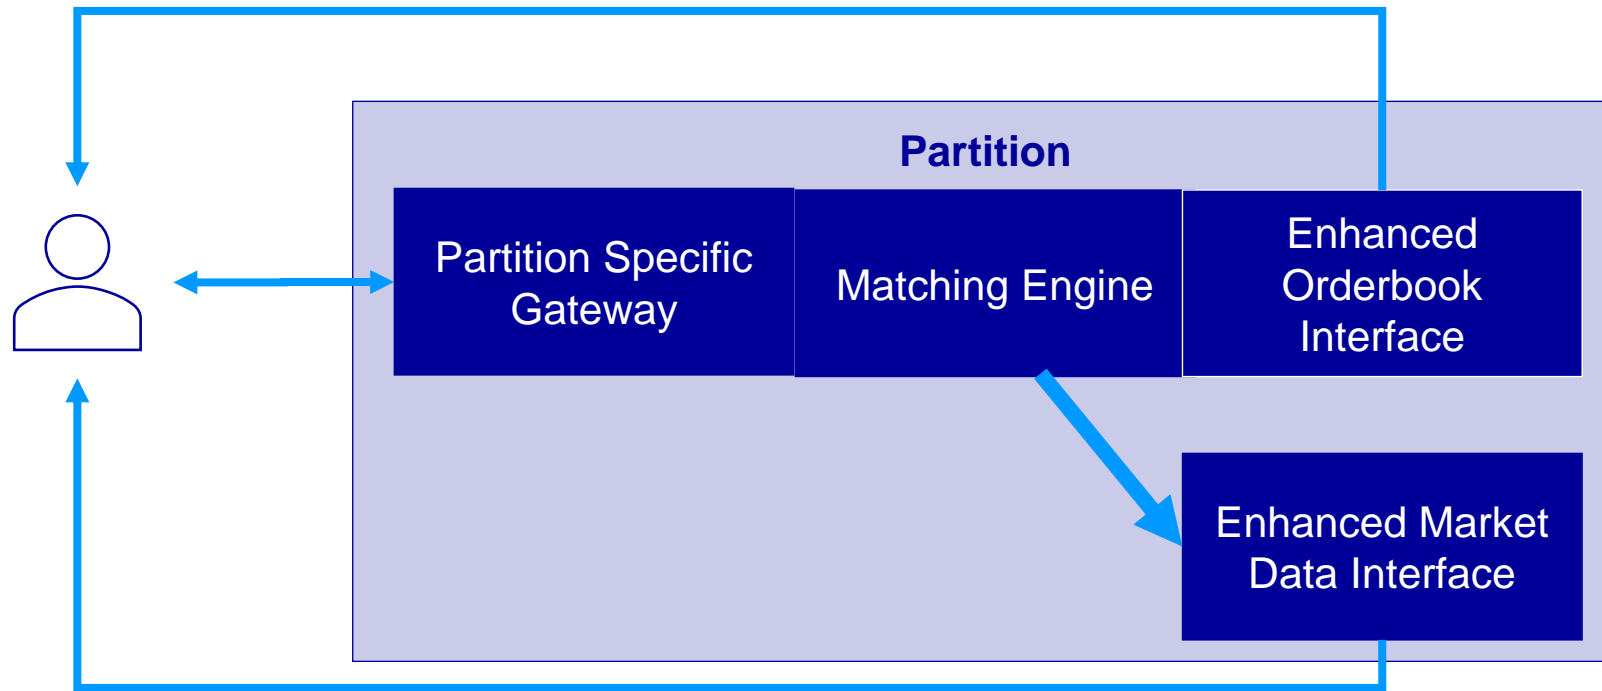 Partition
Partition Specific
Gateway
Matching Engine
Enhanced
Orderbook
Interface
Enhanced Market
Data Interface